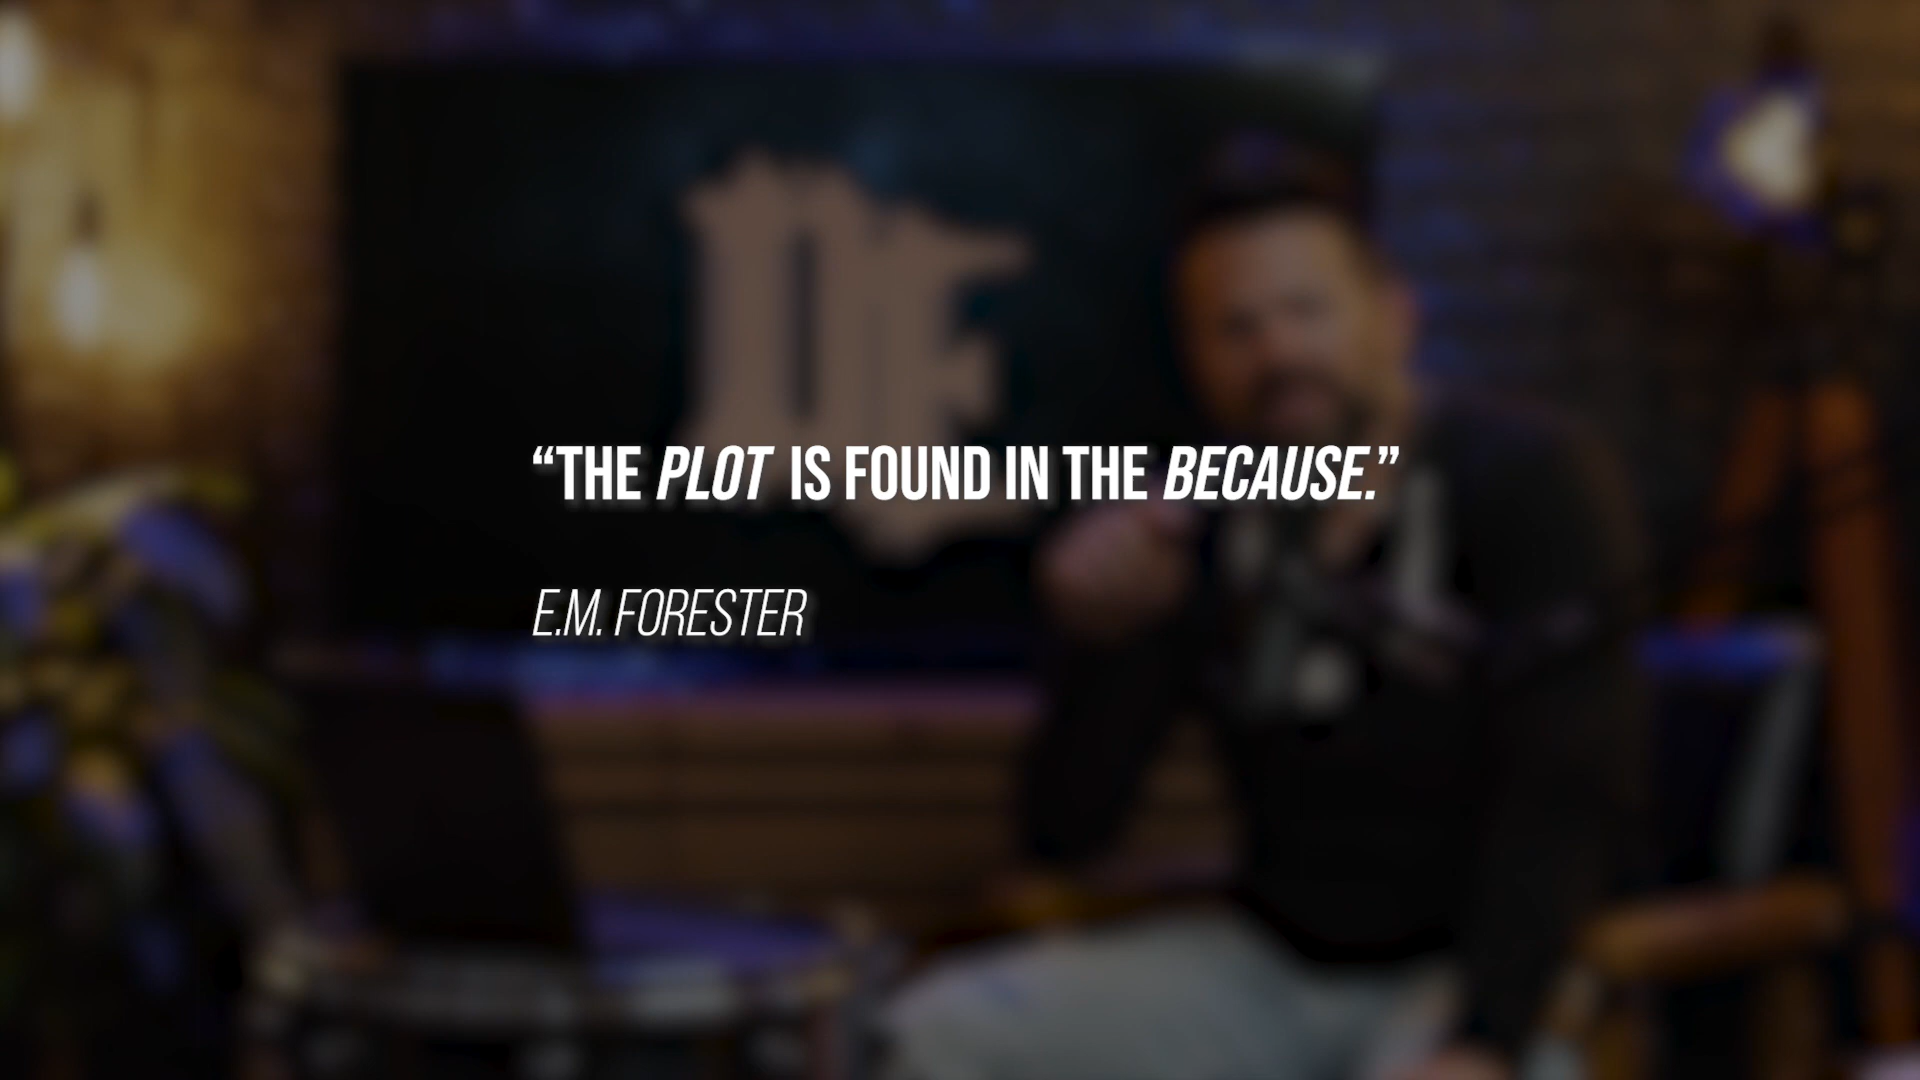 “THE PLOT IS FOUND IN THE BECAUSE.”
E.M. FORESTER